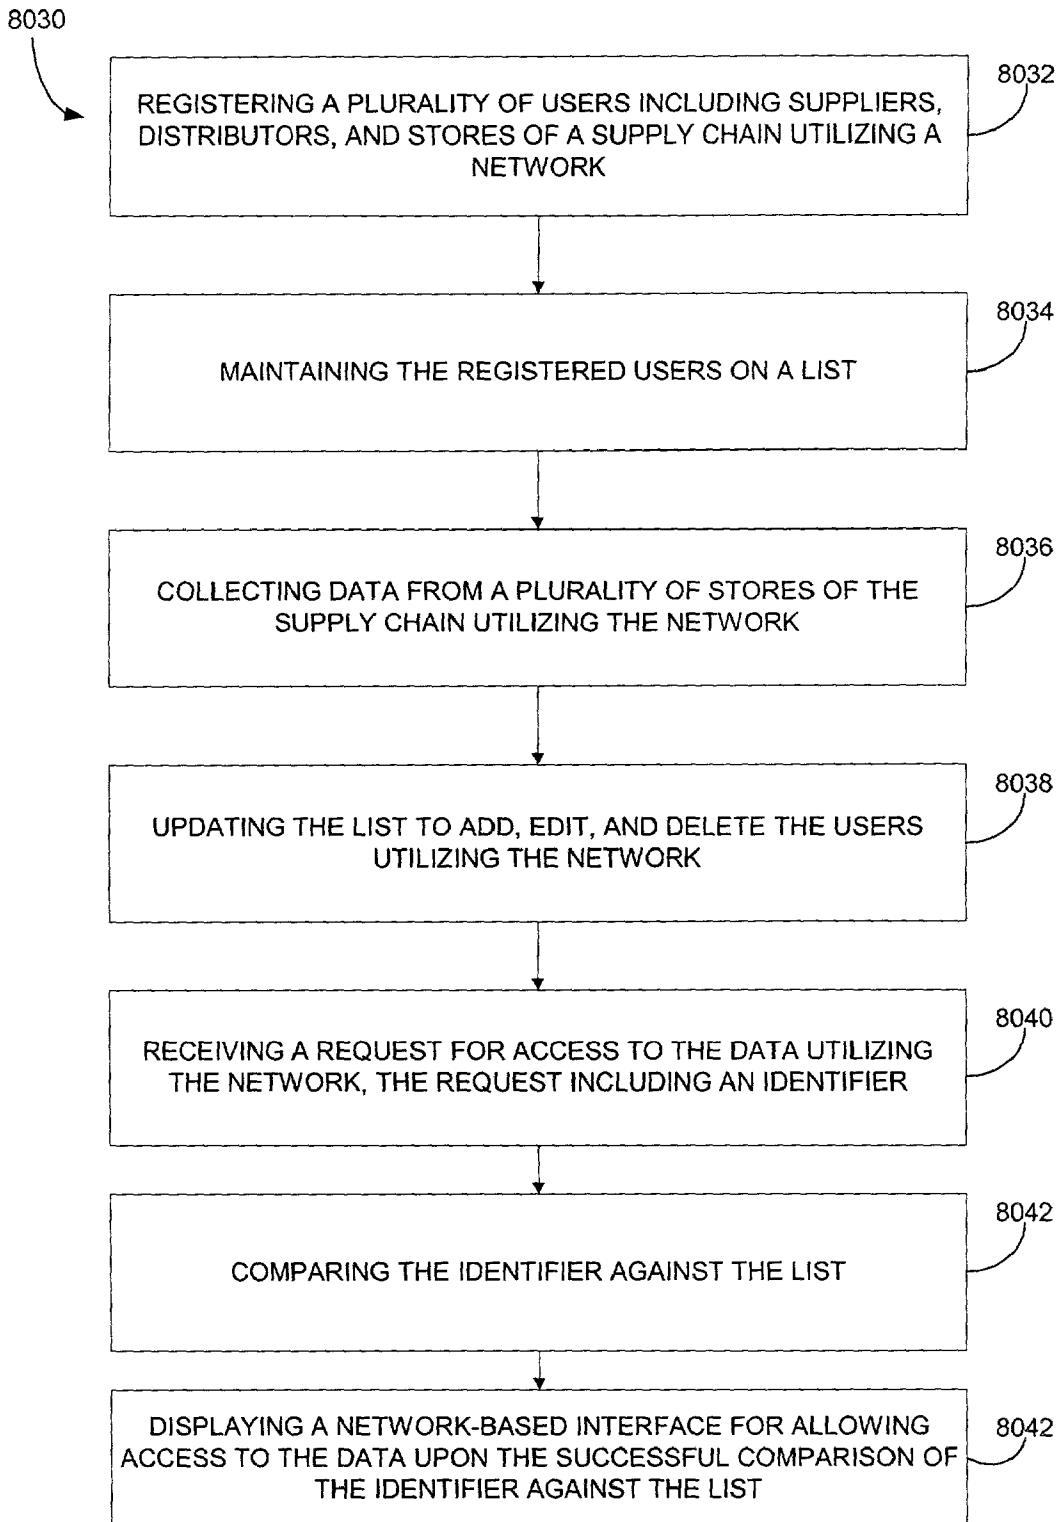 8030
8032
REGISTERING A PLURALITY OF USERS INCLUDING SUPPLIERS,
DISTRIBUTORS, AND STORES OF A SUPPLY CHAIN UTILIZING A
NETWORK
8034
MAINTAINING THE REGISTERED USERS ON A LIST
8036
COLLECTING DATA FROM A PLURALITY OF STORES OF THE
SUPPLY CHAIN UTILIZING THE NETWORK
8038
UPDATING THE LIST TO ADD, EDIT, AND DELETE THE USERS
UTILIZING THE NETWORK
8040
RECEIVING A REQUEST FOR ACCESS TO THE DATA UTILIZING
THE NETWORK, THE REQUEST INCLUDING AN IDENTIFIER
8042
COMPARING THE IDENTIFIER AGAINST THE LIST
8042
DISPLAYING A NETWORK-BASED INTERFACE FOR ALLOWING
ACCESS TO THE DATA UPON THE SUCCESSFUL COMPARISON OF
THE IDENTIFIER AGAINST THE LIST